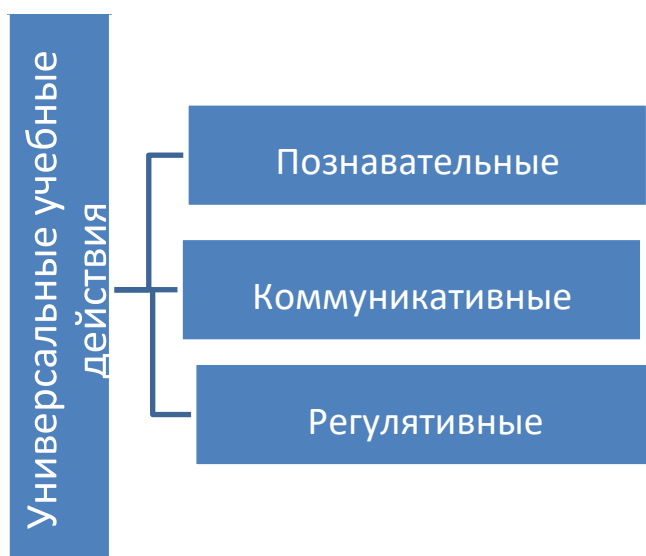 Универсальные учебные
действия
Познавательные
Коммуникативные
Регулятивные